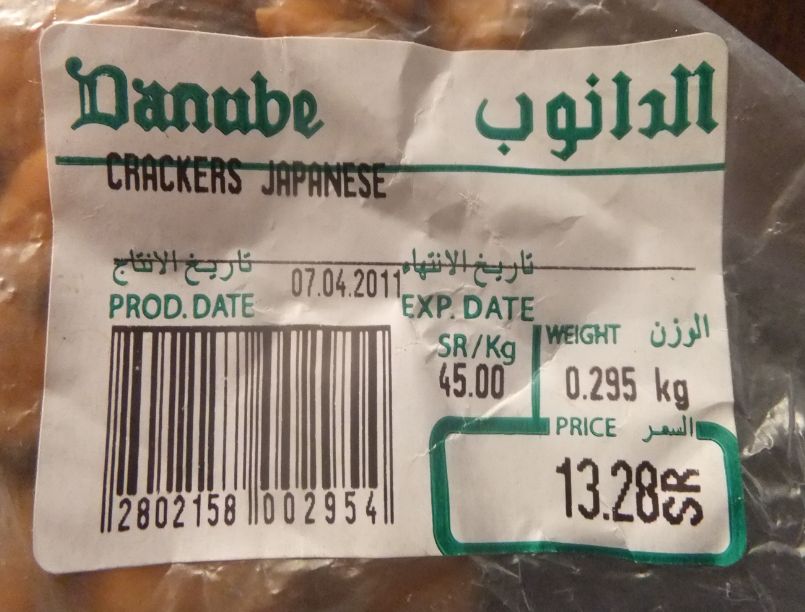 Danube الدانوب
CRACKERS JAPANESE
تاريخ الانتاج تاريخ الانتهاء
PROD. DATE 07.04.2011 EXP. DATE
SR/Kg WEIGHT الوزن
45.00 0.295 kg
PRICE السعر
13.28 SR
2802158 002954